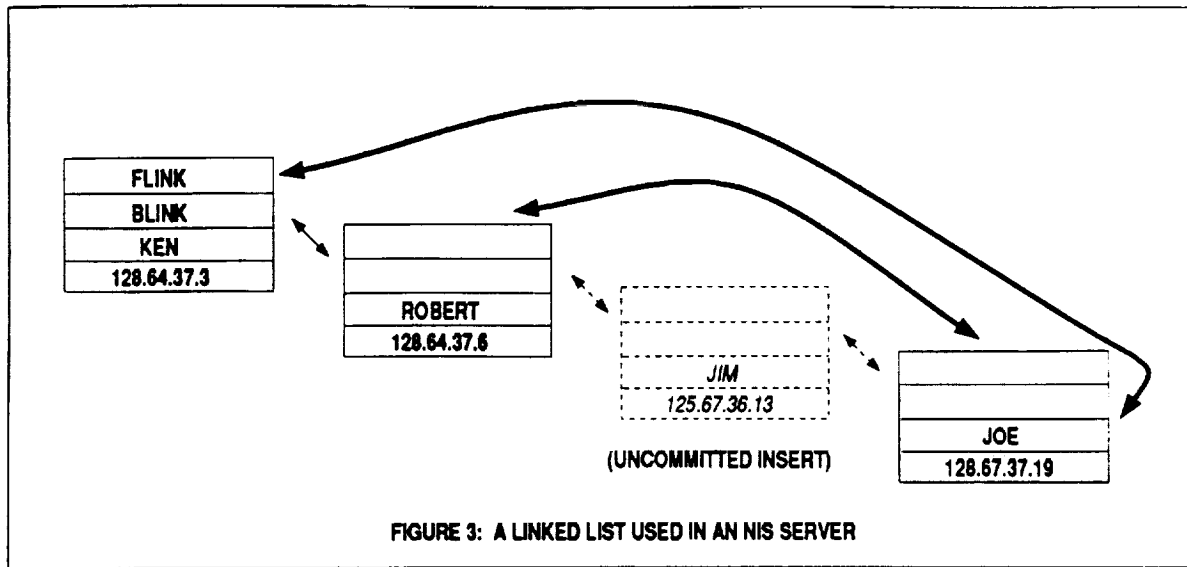 FLINK
BLINK
KEN
128.64.37.3
ROBERT
128.64.37.6
JIM
125.67.36.13
(UNCOMMITTED INSERT)
JOE
128.67.37.19
FIGURE 3: A LINKED LIST USED IN AN NIS SERVER